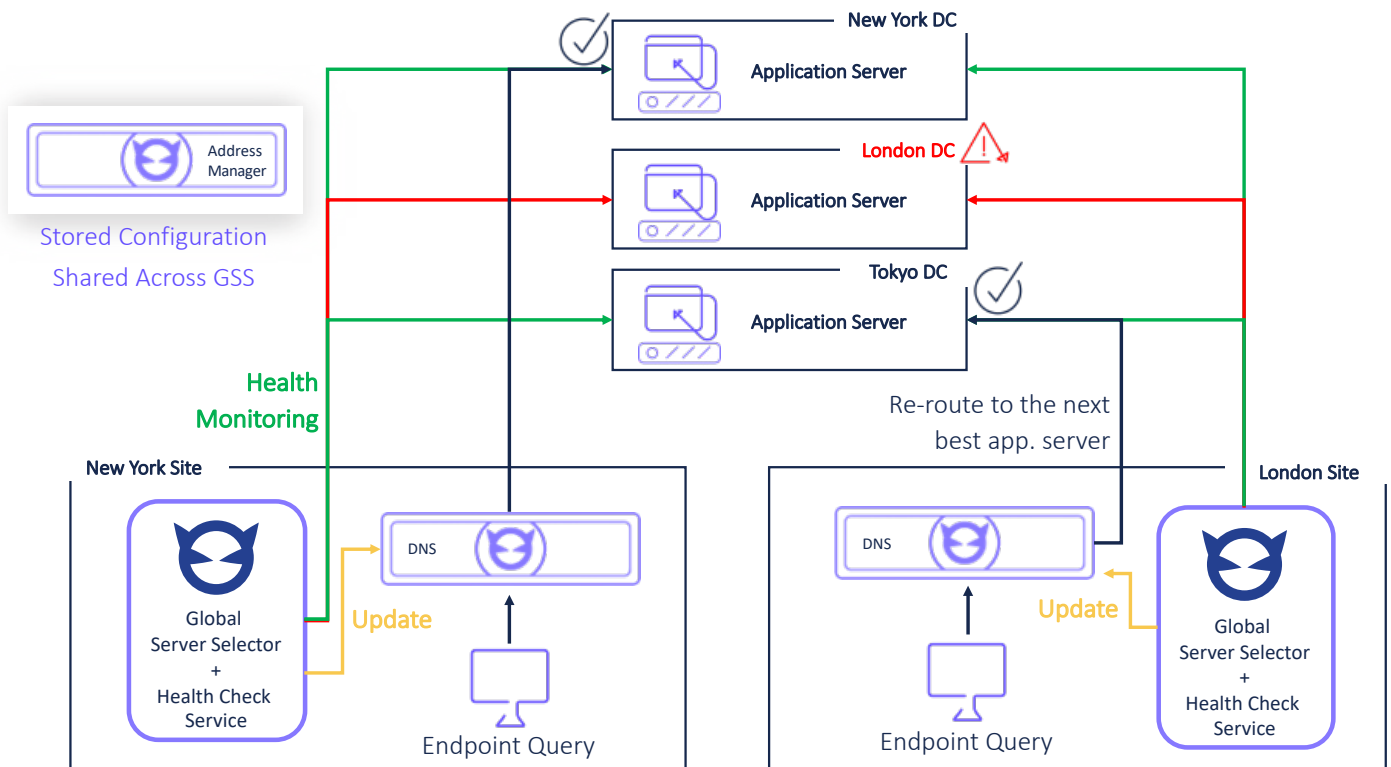 New York DC
Application Server
Address
Manager
London DC
Application Server
Stored Configuration
Shared Across GSS
Tokyo DC
Application Server
Health
Monitoring
Re-route to the next
best app. server
New York Site
London Site
DNS
DNS
Update
Update
Global
Server Selector
+
Health Check
Service
Global
Server Selector
+
Health Check
Service
Endpoint Query
Endpoint Query